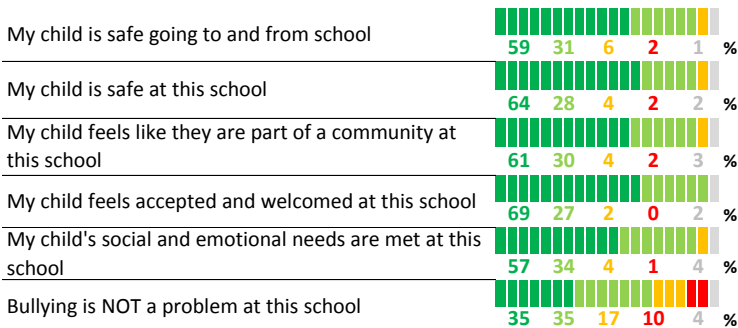 My child is safe going to and from school
59 31 6 2 1 %
My child is safe at this school
64 28 4 2 2 %
My child feels like they are part of a community at
this school
61 30 4 2 3 %
My child feels accepted and welcomed at this school
69 27 2 0 2 %
My child's social and emotional needs are met at this
school
57 34 4 1 4 %
Bullying is NOT a problem at this school
35 35 17 10 4 %